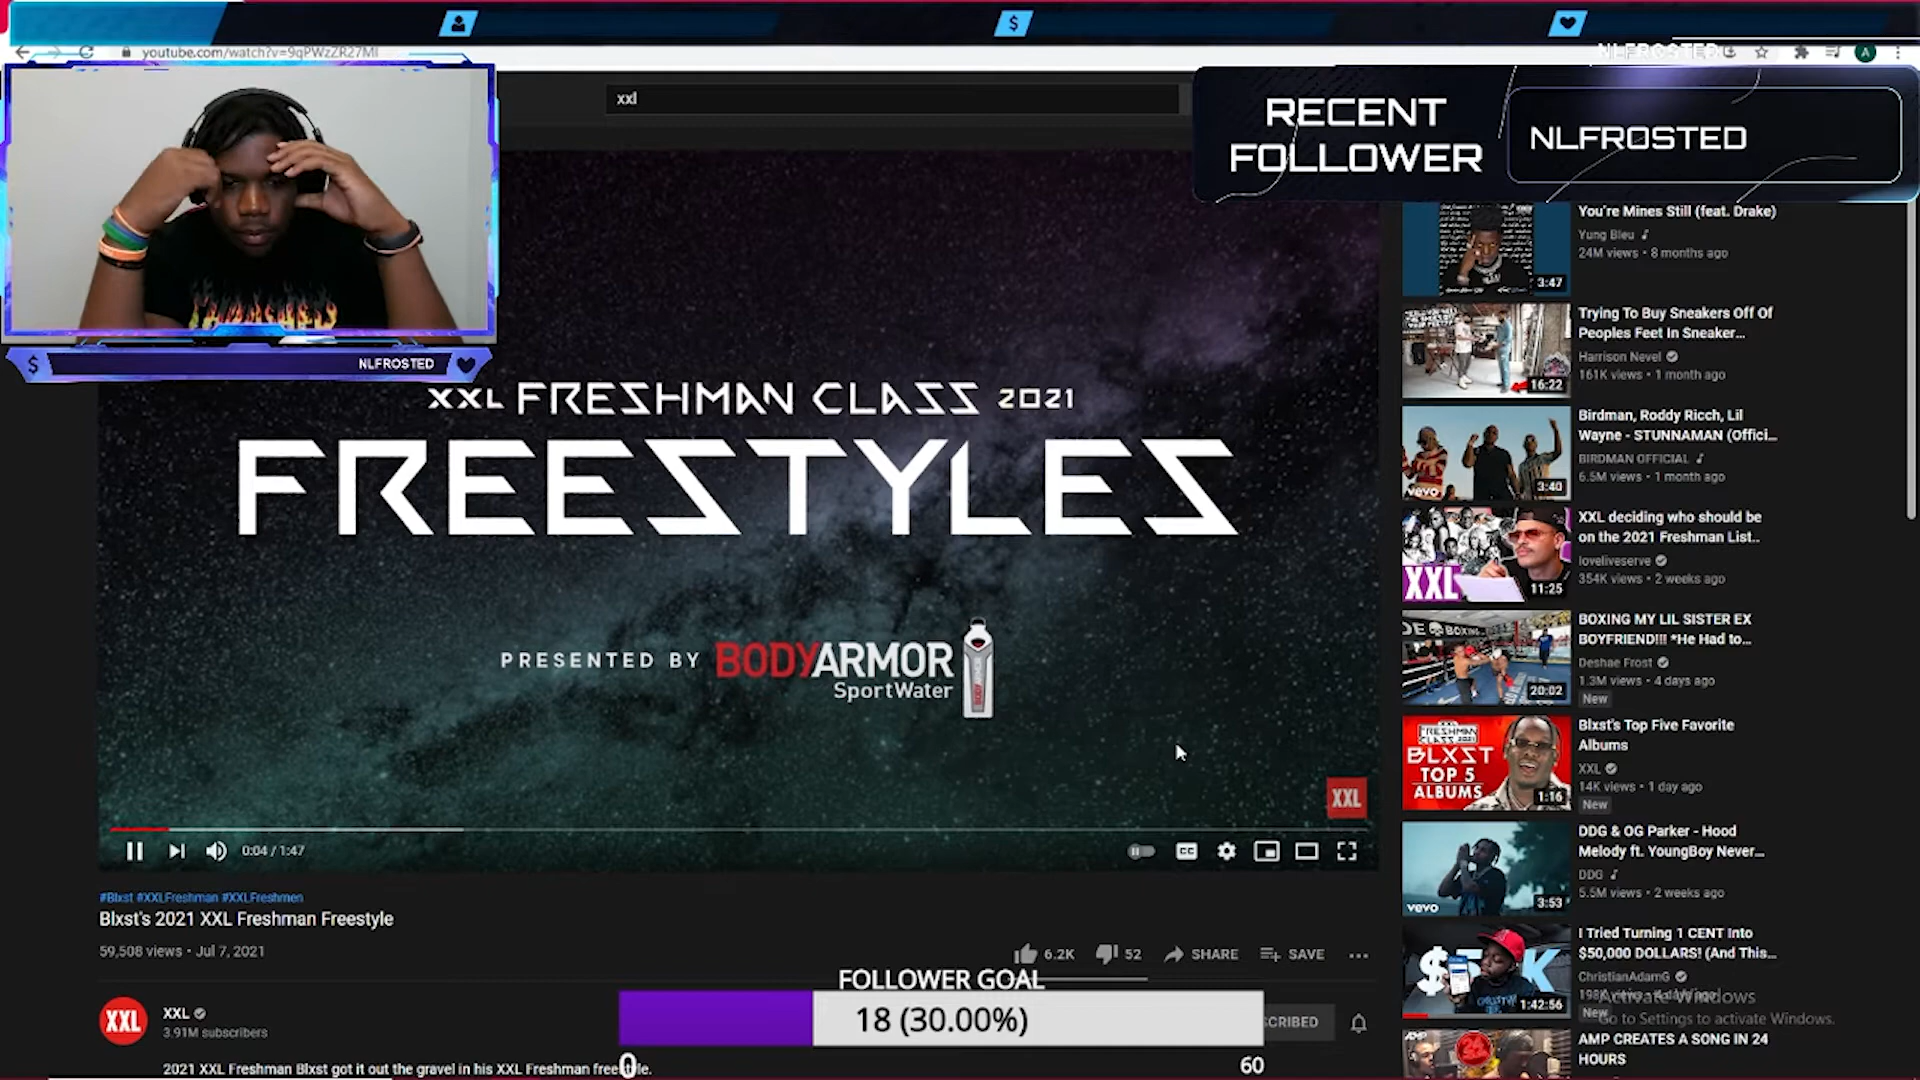 youtube.com/watch?v=9qPWzZR27MI
NLFROSTED
A
xxl
RECENT
FOLLOWER
NLFROSTED
$ NLFROSTED
XXL FRESHMAN CLASS 2021
FREESTYLES
PRESENTED BY BODYARMOR
SportWater
XXL
0:04 / 1:47
CC
#Blxst #XXLFreshman #XXLFreshmen
Blxst's 2021 XXL Freshman Freestyle
59,508 views • Jul 7, 2021
6.2K 52 SHARE SAVE
FOLLOWER GOAL
18 (30.00%)
0 60
XXL
XXL
3.91M subscribers
SCRIBED
2021 XXL Freshman Blxst got it out the gravel in his XXL Freshman freestyle.
You're Mines Still (feat. Drake)
Yung Bleu
24M views • 8 months ago
3:47
Trying To Buy Sneakers Off Of
Peoples Feet In Sneaker...
Harrison Nevel
161K views • 1 month ago
16:22
Birdman, Roddy Ricch, Lil
Wayne - STUNNAMAN (Offici...
BIRDMAN OFFICIAL
6.5M views • 1 month ago
vevo
3:40
XXL deciding who should be
on the 2021 Freshman List..
loveliveserve
354K views • 2 weeks ago
XXL
11:25
BOXING MY LIL SISTER EX
BOYFRIEND!!! *He Had to...
Deshae Frost
1.3M views • 4 days ago
New
20:02
Blxst's Top Five Favorite
Albums
XXL
14K views • 1 day ago
New
FRESHMAN
CLASS 2021
BLXST
TOP 5
ALBUMS
1:16
DDG & OG Parker - Hood
Melody ft. YoungBoy Never...
DDG
5.5M views • 2 weeks ago
vevo
3:53
I Tried Turning 1 CENT Into
$50,000 DOLLARS! (And This...
ChristianAdamG
New
1:42:56
Activate Windows
Go to Settings to activate Windows.
AMP CREATES A SONG IN 24
HOURS